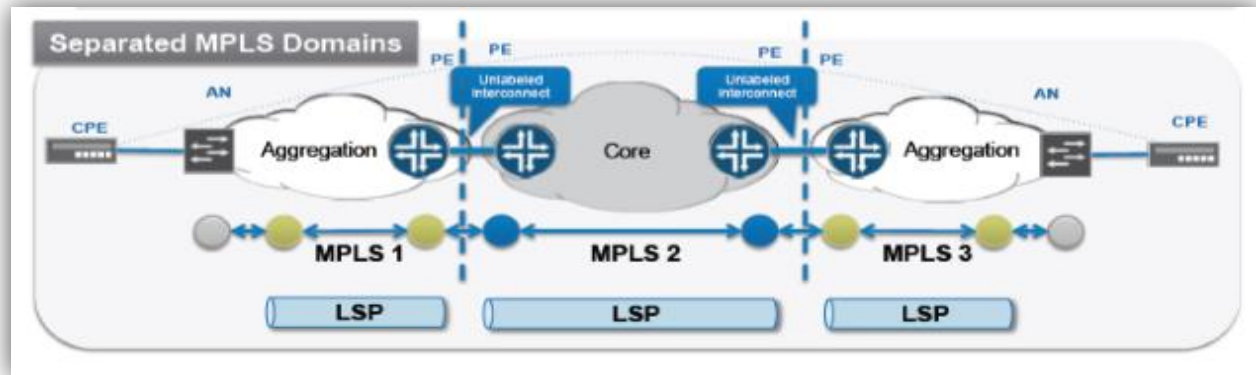 Separated MPLS Domains
PE
PE
PE
PE
Unlabeled
Interconnect
Unlabeled
Interconnect
AN
AN
CPE
CPE
Aggregation
Core
Aggregation
MPLS 1
MPLS 2
MPLS 3
LSP
LSP
LSP